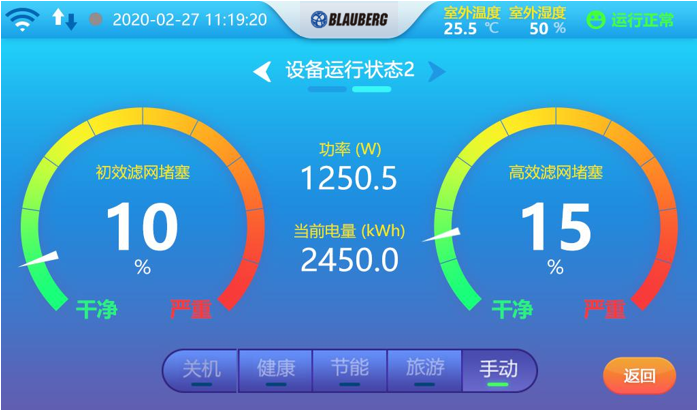 2020-02-27 11:19:20
BLAUBERG
室外温度 室外湿度
25.5 ℃ 50 %
运行正常
设备运行状态2
初效滤网堵塞
10
%
干净 严重
功率 (W)
1250.5
当前电量 (kWh)
2450.0
高效滤网堵塞
15
%
干净 严重
关机 健康 节能 旅游 手动
返回